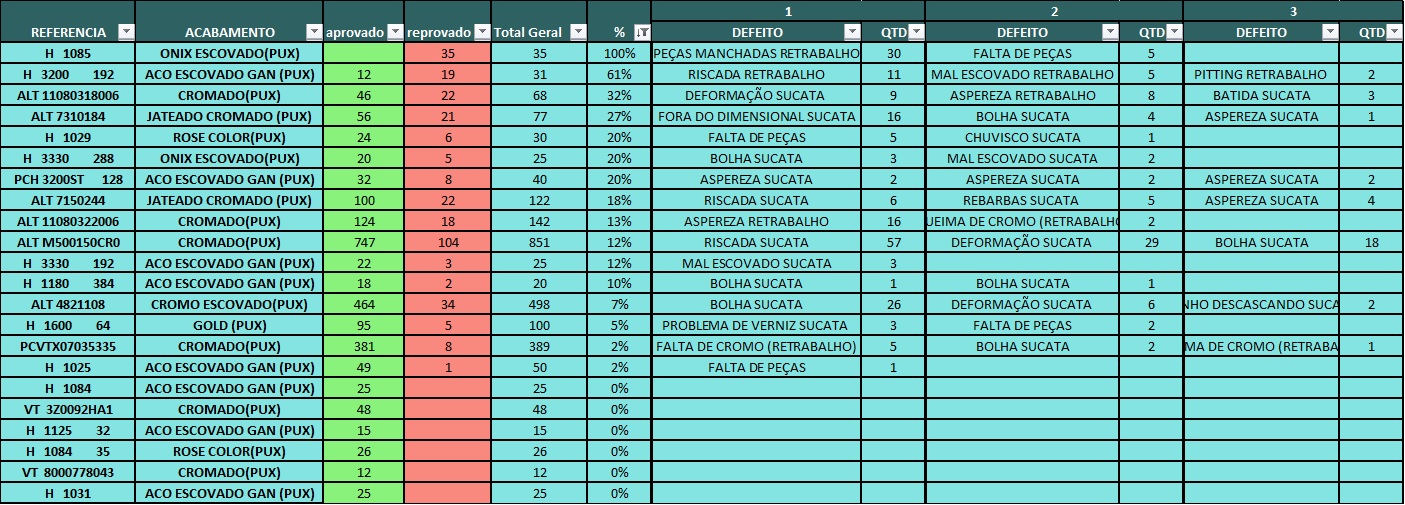 1 2 3
REFERENCIA ACABAMENTO aprovado reprovado Total Geral % DEFEITO QTD DEFEITO QTD DEFEITO QTD
H 1085 ONIX ESCOVADO(PUX) 35 35 100% PEÇAS MANCHADAS RETRABALHO 30 FALTA DE PEÇAS 5
H 3200 192 ACO ESCOVADO GAN (PUX) 12 19 31 61% RISCADA RETRABALHO 11 MAL ESCOVADO RETRABALHO 5 PITTING RETRABALHO 2
ALT 11080318006 CROMADO(PUX) 46 22 68 32% DEFORMAÇÃO SUCATA 9 ASPEREZA RETRABALHO 8 BATIDA SUCATA 3
ALT 7310184 JATEADO CROMADO (PUX) 56 21 77 27% FORA DO DIMENSIONAL SUCATA 16 BOLHA SUCATA 4 ASPEREZA SUCATA 1
H 1029 ROSE COLOR(PUX) 24 6 30 20% FALTA DE PEÇAS 5 CHUVISCO SUCATA 1
H 3330 288 ONIX ESCOVADO(PUX) 20 5 25 20% BOLHA SUCATA 3 MAL ESCOVADO SUCATA 2
PCH 3200ST 128 ACO ESCOVADO GAN (PUX) 32 8 40 20% ASPEREZA SUCATA 2 ASPEREZA SUCATA 2 ASPEREZA SUCATA 2
ALT 7150244 JATEADO CROMADO (PUX) 100 22 122 18% RISCADA SUCATA 6 REBARBAS SUCATA 5 ASPEREZA SUCATA 4
ALT 11080322006 CROMADO(PUX) 124 18 142 13% ASPEREZA RETRABALHO 16 UEIMA DE CROMO (RETRABALHO 2
ALT M500150CR0 CROMADO(PUX) 747 104 851 12% RISCADA SUCATA 57 DEFORMAÇÃO SUCATA 29 BOLHA SUCATA 18
H 3330 192 ACO ESCOVADO GAN (PUX) 22 3 25 12% MAL ESCOVADO SUCATA 3
H 1180 384 ACO ESCOVADO GAN (PUX) 18 2 20 10% BOLHA SUCATA 1 BOLHA SUCATA 1
ALT 4821108 CROMO ESCOVADO(PUX) 464 34 498 7% BOLHA SUCATA 26 DEFORMAÇÃO SUCATA 6 NHO DESCASCANDO SUCA 2
H 1600 64 GOLD (PUX) 95 5 100 5% PROBLEMA DE VERNIZ SUCATA 3 FALTA DE PEÇAS 2
PCVTX07035335 CROMADO(PUX) 381 8 389 2% FALTA DE CROMO (RETRABALHO) 5 BOLHA SUCATA 2 MA DE CROMO (RETRABA 1
H 1025 ACO ESCOVADO GAN (PUX) 49 1 50 2% FALTA DE PEÇAS 1
H 1084 ACO ESCOVADO GAN (PUX) 25 25 0%
VT 3Z0092HA1 CROMADO(PUX) 48 48 0%
H 1125 32 ACO ESCOVADO GAN (PUX) 15 15 0%
H 1084 35 ROSE COLOR(PUX) 26 26 0%
VT 8000778043 CROMADO(PUX) 12 12 0%
H 1031 ACO ESCOVADO GAN (PUX) 25 25 0%